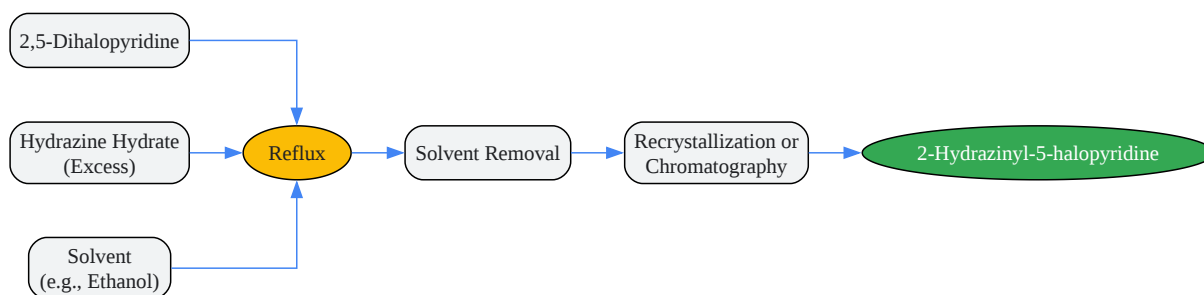 2,5-Dihalopyridine
Hydrazine Hydrate
(Excess)
Solvent
(e.g., Ethanol)
Reflux
Solvent Removal
Recrystallization or
Chromatography
2-Hydrazinyl-5-halopyridine